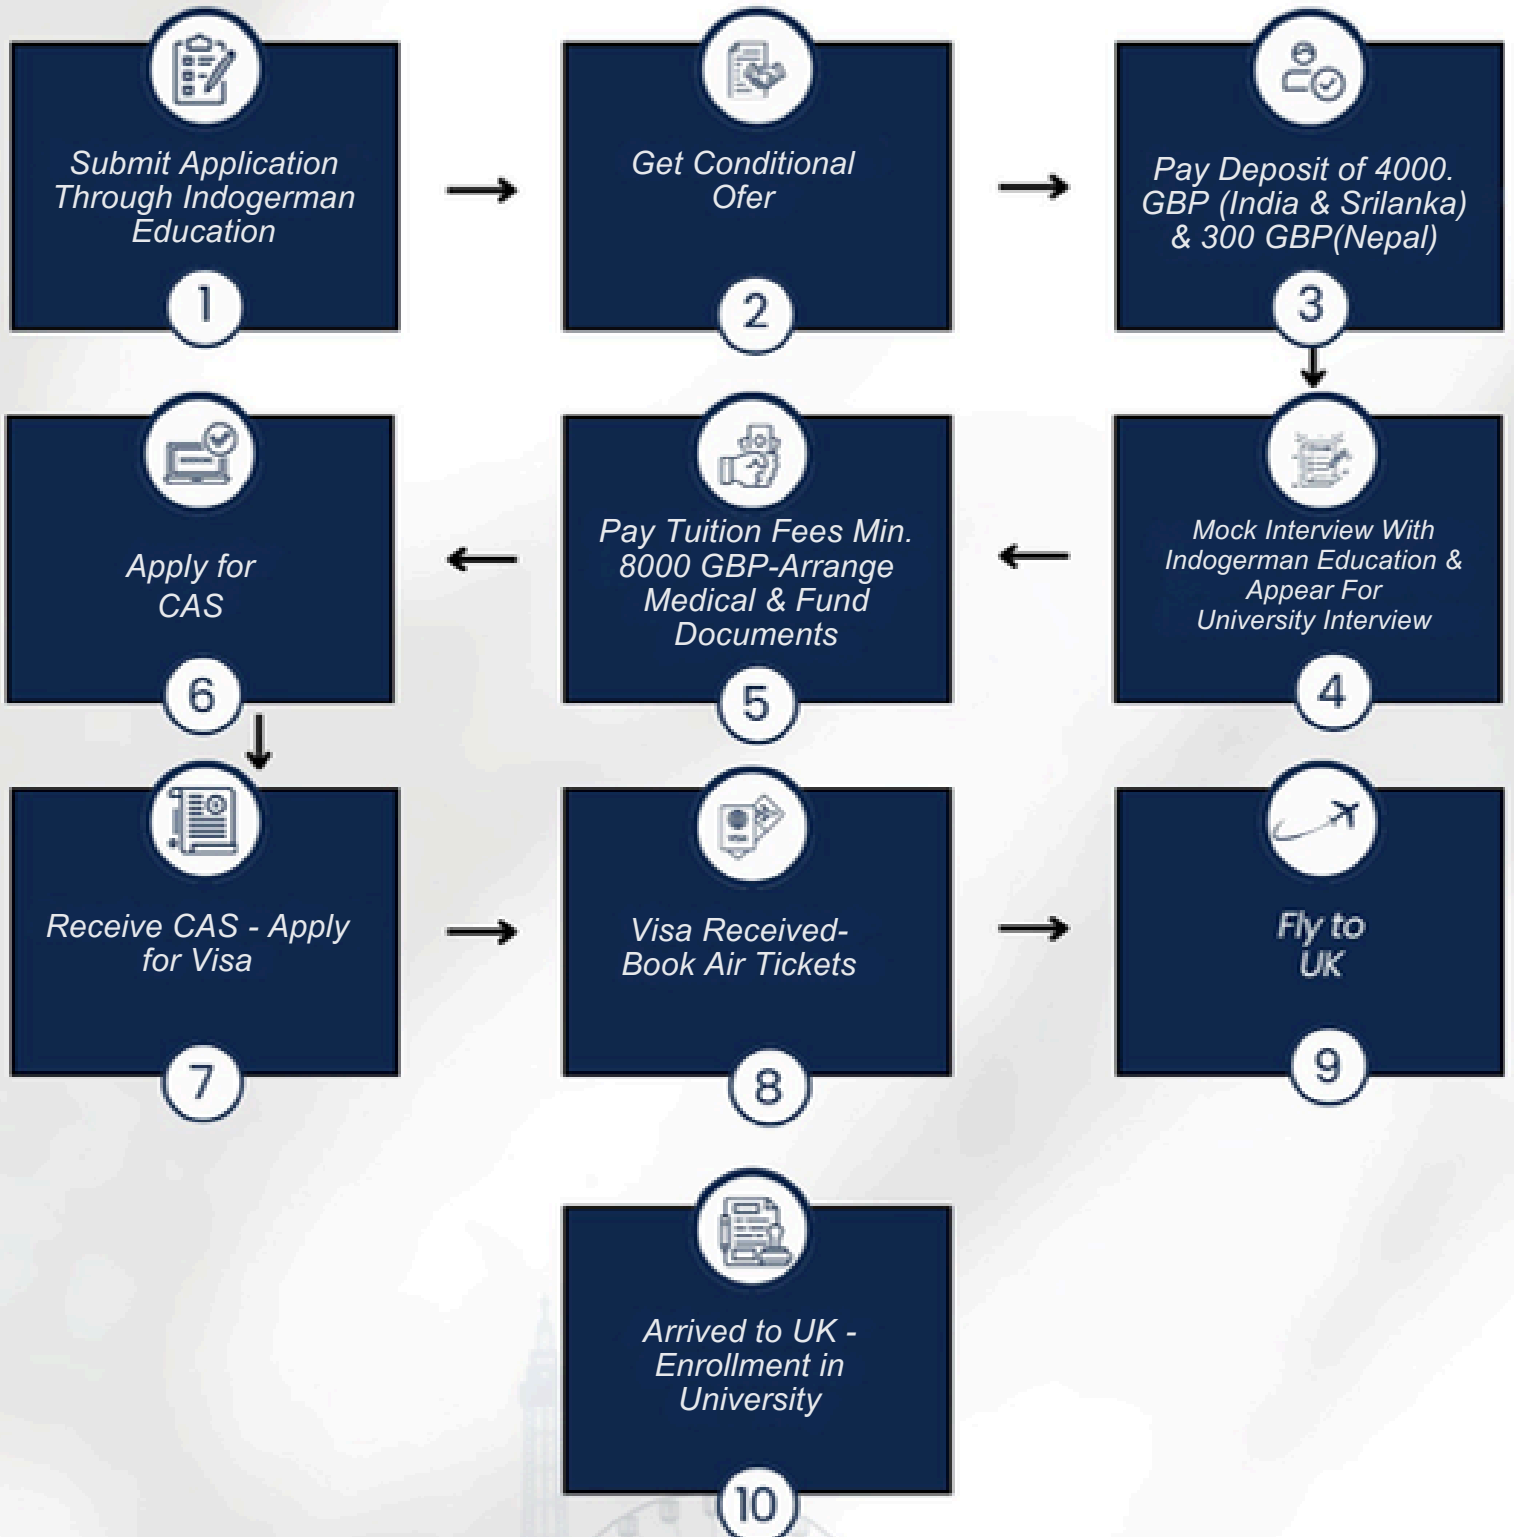 Submit Application
Through Indogerman
Education
1
Get Conditional
Ofer
2
Pay Deposit of 4000.
GBP (India & Srilanka)
& 300 GBP(Nepal)
3
Mock Interview With
Indogerman Education &
Appear For
University Interview
4
Pay Tuition Fees Min.
8000 GBP-Arrange
Medical & Fund
Documents
5
Apply for
CAS
6
Receive CAS - Apply
for Visa
7
Visa Received-
Book Air Tickets
8
Fly to
UK
9
Arrived to UK -
Enrollment in
University
10